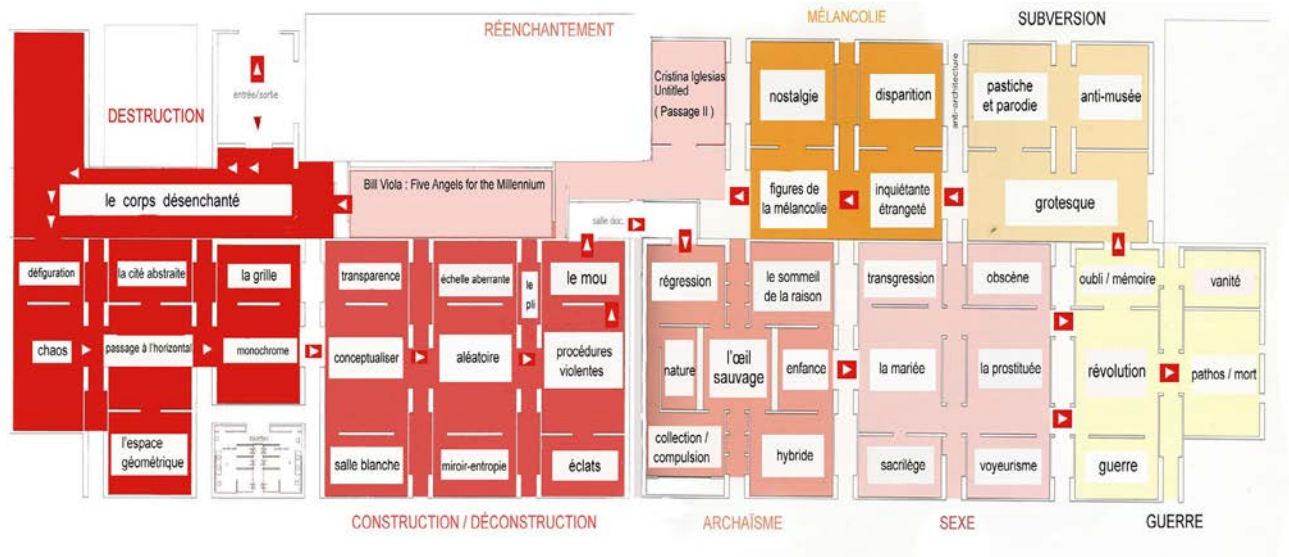 RÉENCHANTEMENT
MÉLANCOLIE
SUBVERSION
DESTRUCTION
entrée/sortie
Cristina Iglesias
Untitled
( Passage II )
nostalgie
disparition
anti-architecture
pastiche
et parodie
anti-musée
le corps désenchanté
Bill Viola : Five Angels for the Millennium
salle doc.
figures de
la mélancolie
inquiétante
étrangeté
grotesque
défiguration
la cité abstraite
la grille
transparence
échelle aberrante
le
pli
le mou
régression
le sommeil
de la raison
transgression
obscène
oubli / mémoire
vanité
chaos
passage à l'horizontal
monochrome
conceptualiser
aléatoire
procédures
violentes
nature
l'œil
sauvage
enfance
la mariée
la prostituée
révolution
pathos / mort
l'espace
géométrique
salle blanche
miroir-entropie
éclats
collection /
compulsion
hybride
sacrilège
voyeurisme
guerre
CONSTRUCTION / DÉCONSTRUCTION
ARCHAÏSME
SEXE
GUERRE